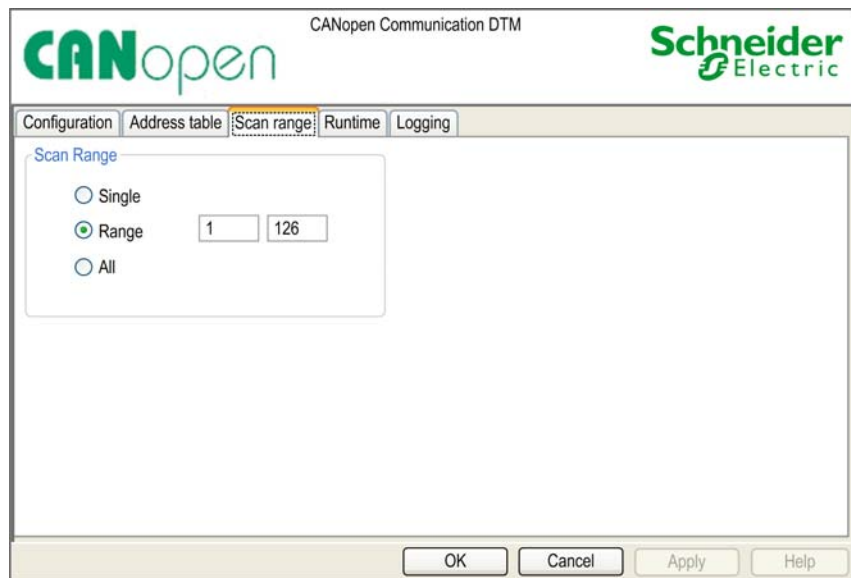 CANopen
CANopen Communication DTM
Schneider
Electric
Configuration Address table Scan range Runtime Logging
Scan Range
Single
Range 1 126
All
OK Cancel Apply Help